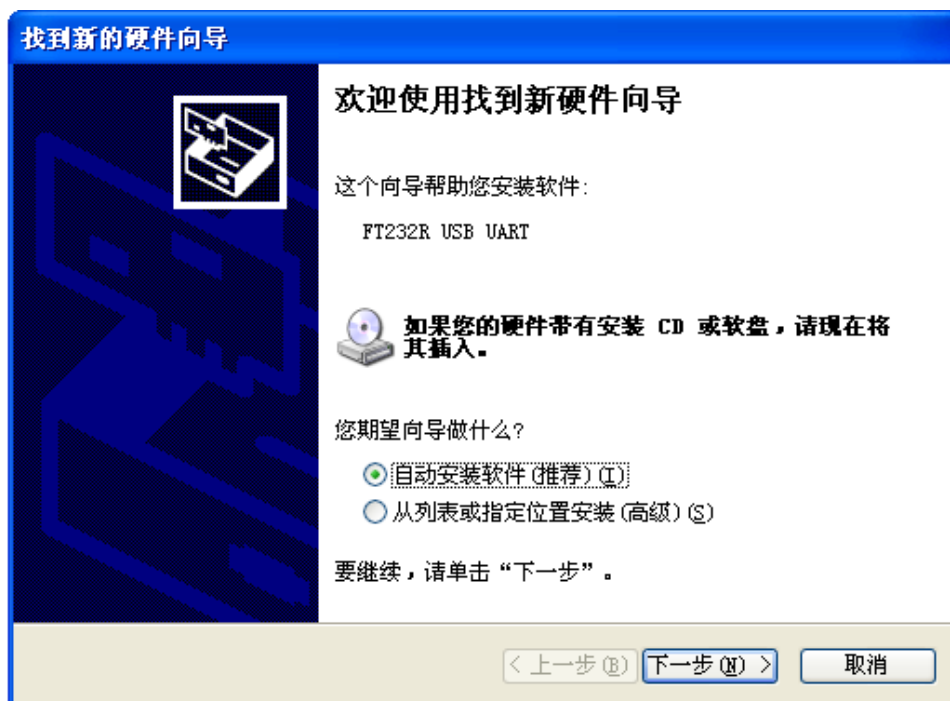 找到新的硬件向导
欢迎使用找到新硬件向导
这个向导帮助您安装软件:
FT232R USB UART
如果您的硬件带有安装 CD 或软盘，请现在将
其插入。
您期望向导做什么?
自动安装软件(推荐)(I)
从列表或指定位置安装(高级)(S)
要继续，请单击“下一步”。
< 上一步(B) 下一步(N) > 取消